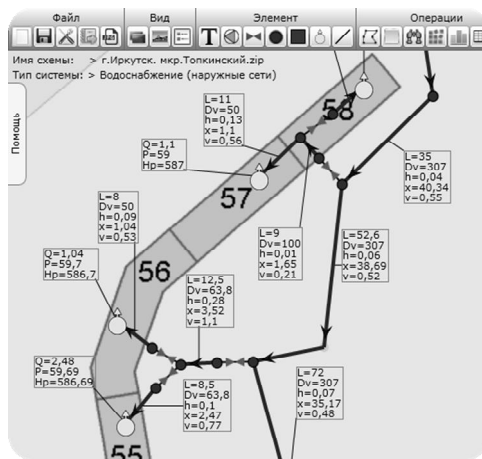 Файл Вид Элемент Операции
Имя схемы: > г.Иркутск. мкр.Топкинский.zip
Тип системы: > Водоснабжение (наружные сети)
Помощь
L=11
Dv=50
h=0,13
x=1,1
v=0,56
58
Q=1,1
P=59
Hp=587
57
L=35
Dv=307
h=0,04
x=40,34
v=0,55
L=8
Dv=50
h=0,09
x=1,04
v=0,53
L=9
Dv=100
h=0,01
x=1,65
v=0,21
L=52,6
Dv=307
h=0,06
x=38,69
v=0,52
Q=1,04
P=59,7
Hp=586,7
56
L=12,5
Dv=63,8
h=0,28
x=3,52
v=1,1
Q=2,48
P=59,69
Hp=586,69
L=8,5
Dv=63,8
h=0,1
x=2,47
v=0,77
L=72
Dv=307
h=0,07
x=35,17
v=0,48
55